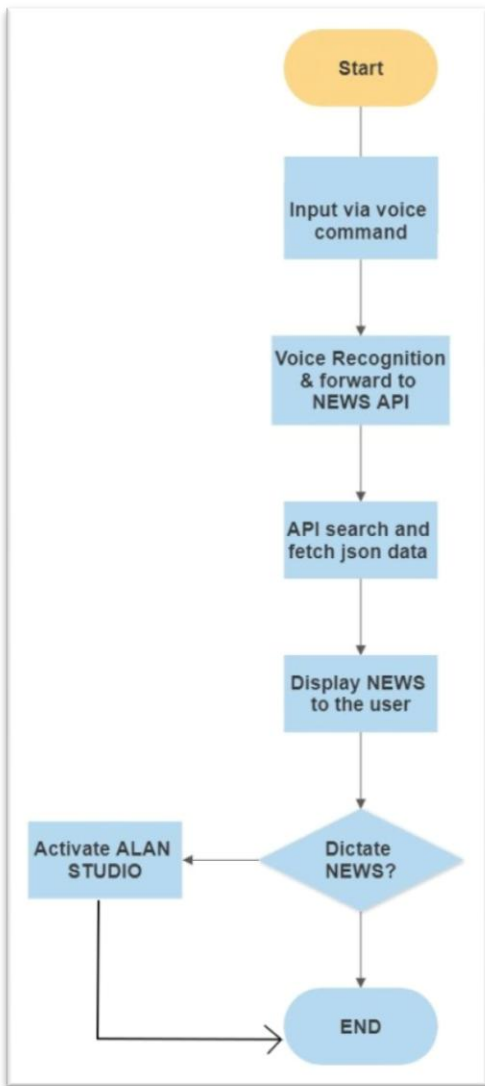 Start
Input via voice
command
Voice Recognition
& forward to
NEWS API
API search and
fetch json data
Display NEWS
to the user
Dictate
NEWS?
Activate ALAN
STUDIO
END